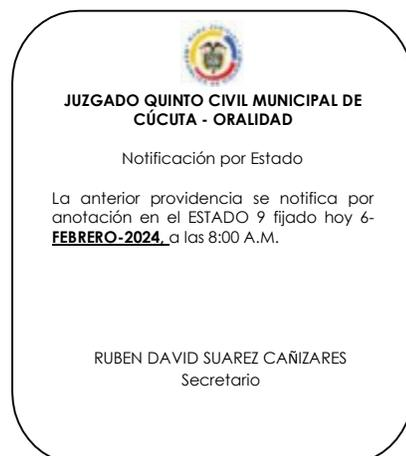 JUZGADO QUINTO CIVIL MUNICIPAL DE
CÚCUTA - ORALIDAD
Notificación por Estado
La anterior providencia se notifica por
anotación en el ESTADO 9 fijado hoy 6-
FEBRERO-2024, a las 8:00 A.M.
RUBEN DAVID SUAREZ CAÑIZARES
Secretario